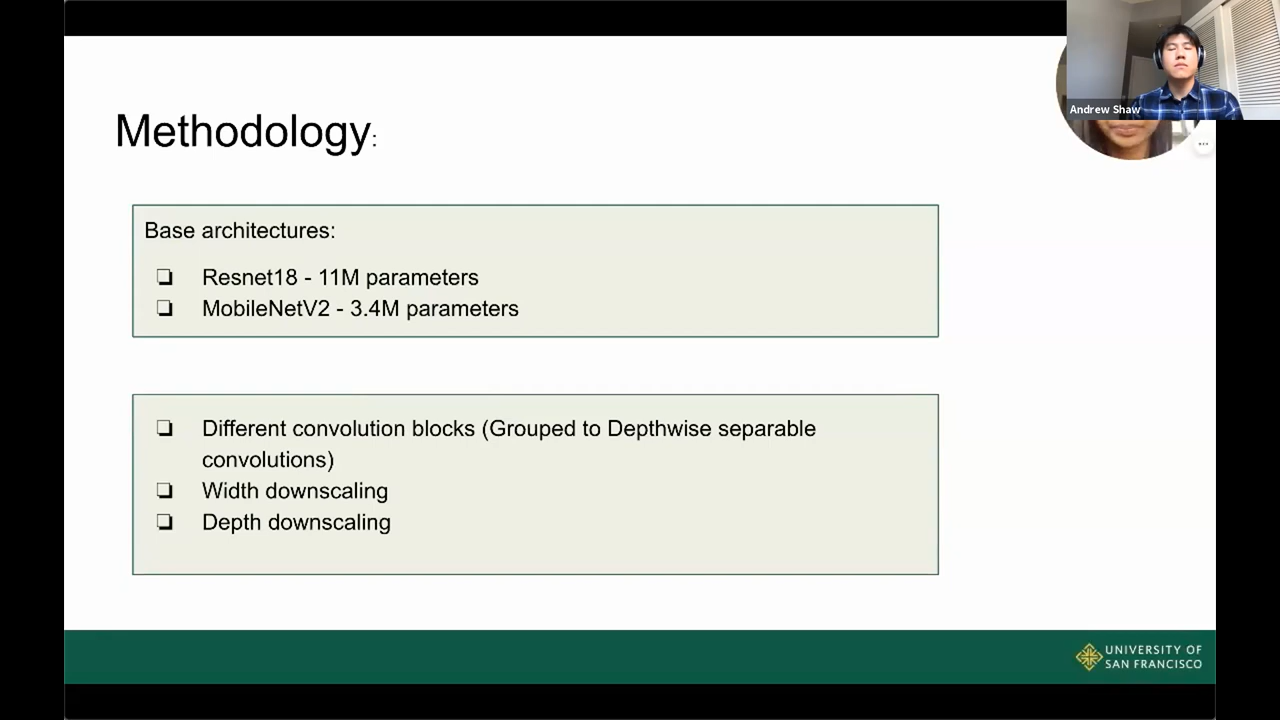 Andrew Shaw
Methodology:
Base architectures:
❏ Resnet18 - 11M parameters
❏ MobileNetV2 - 3.4M parameters
❏ Different convolution blocks (Grouped to Depthwise separable
convolutions)
❏ Width downscaling
❏ Depth downscaling
UNIVERSITY OF
SAN FRANCISCO